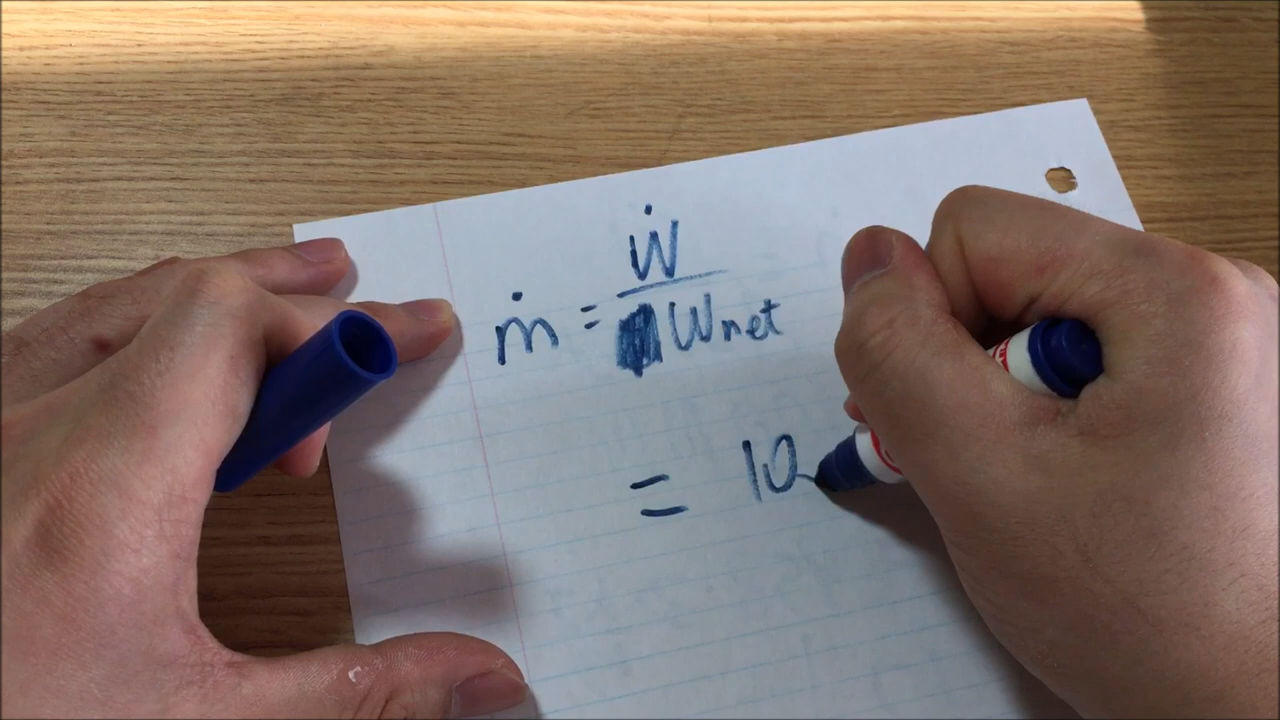 ṁ = Ẇ / Wnet
= 10